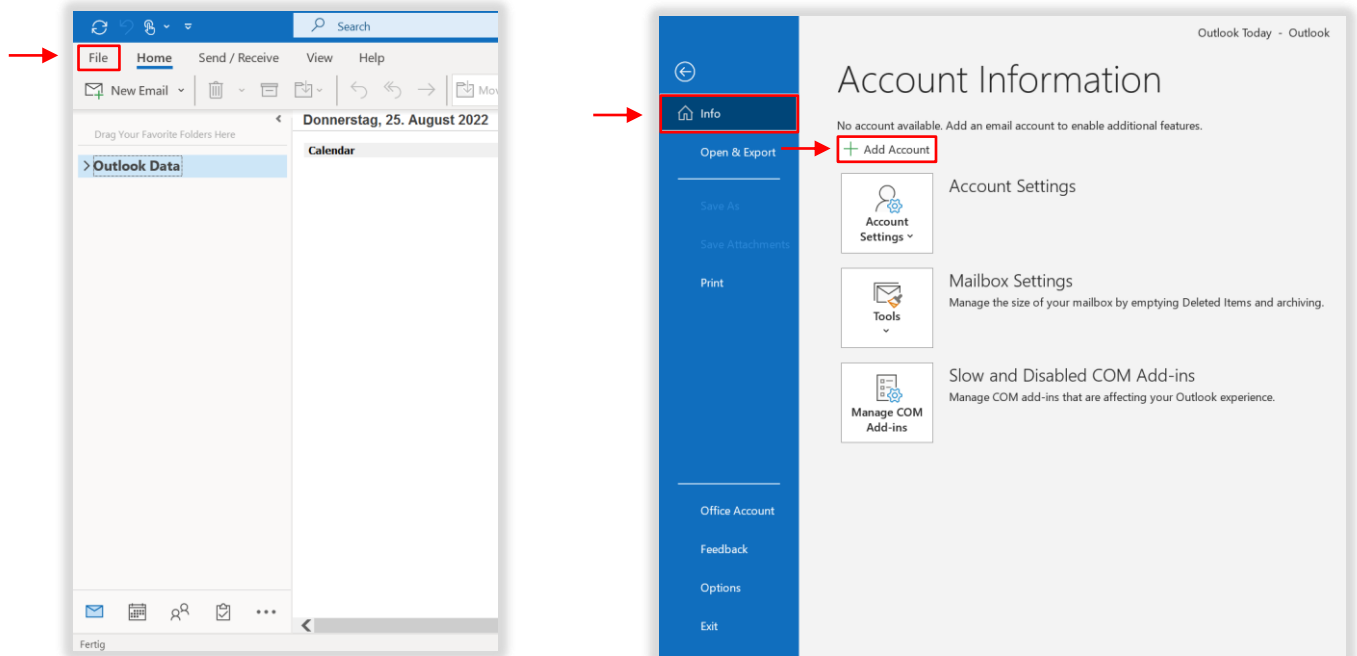 Search
File Home Send / Receive View Help
New Email
Drag Your Favorite Folders Here
Outlook Data
Donnerstag, 25. August 2022
Calendar
Fertig
Outlook Today - Outlook
Info
Open & Export
Save As
Save Attachments
Print
Office Account
Feedback
Options
Exit
Account Information
No account available. Add an email account to enable additional features.
Add Account
Account
Settings
Account Settings
Tools
Mailbox Settings
Manage the size of your mailbox by emptying Deleted Items and archiving.
Manage COM
Add-ins
Slow and Disabled COM Add-ins
Manage COM add-ins that are affecting your Outlook experience.